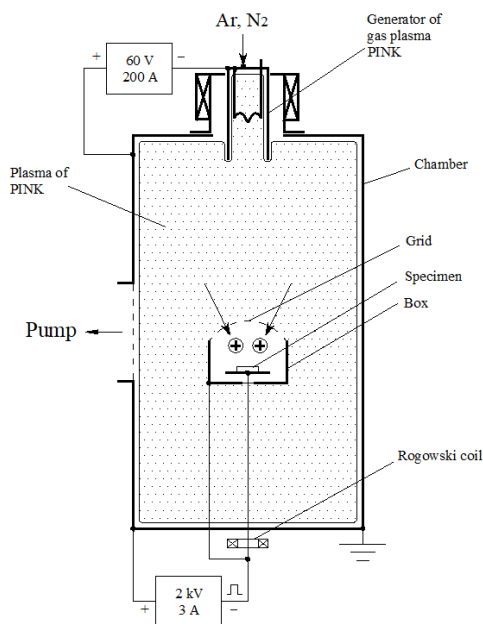 Ar, N2
Generator of
gas plasma
PINK
+
60 V
200 A
−
Plasma of
PINK
Chamber
Grid
Specimen
Box
Pump
+ +
Rogowski coil
+
2 kV
3 A
−